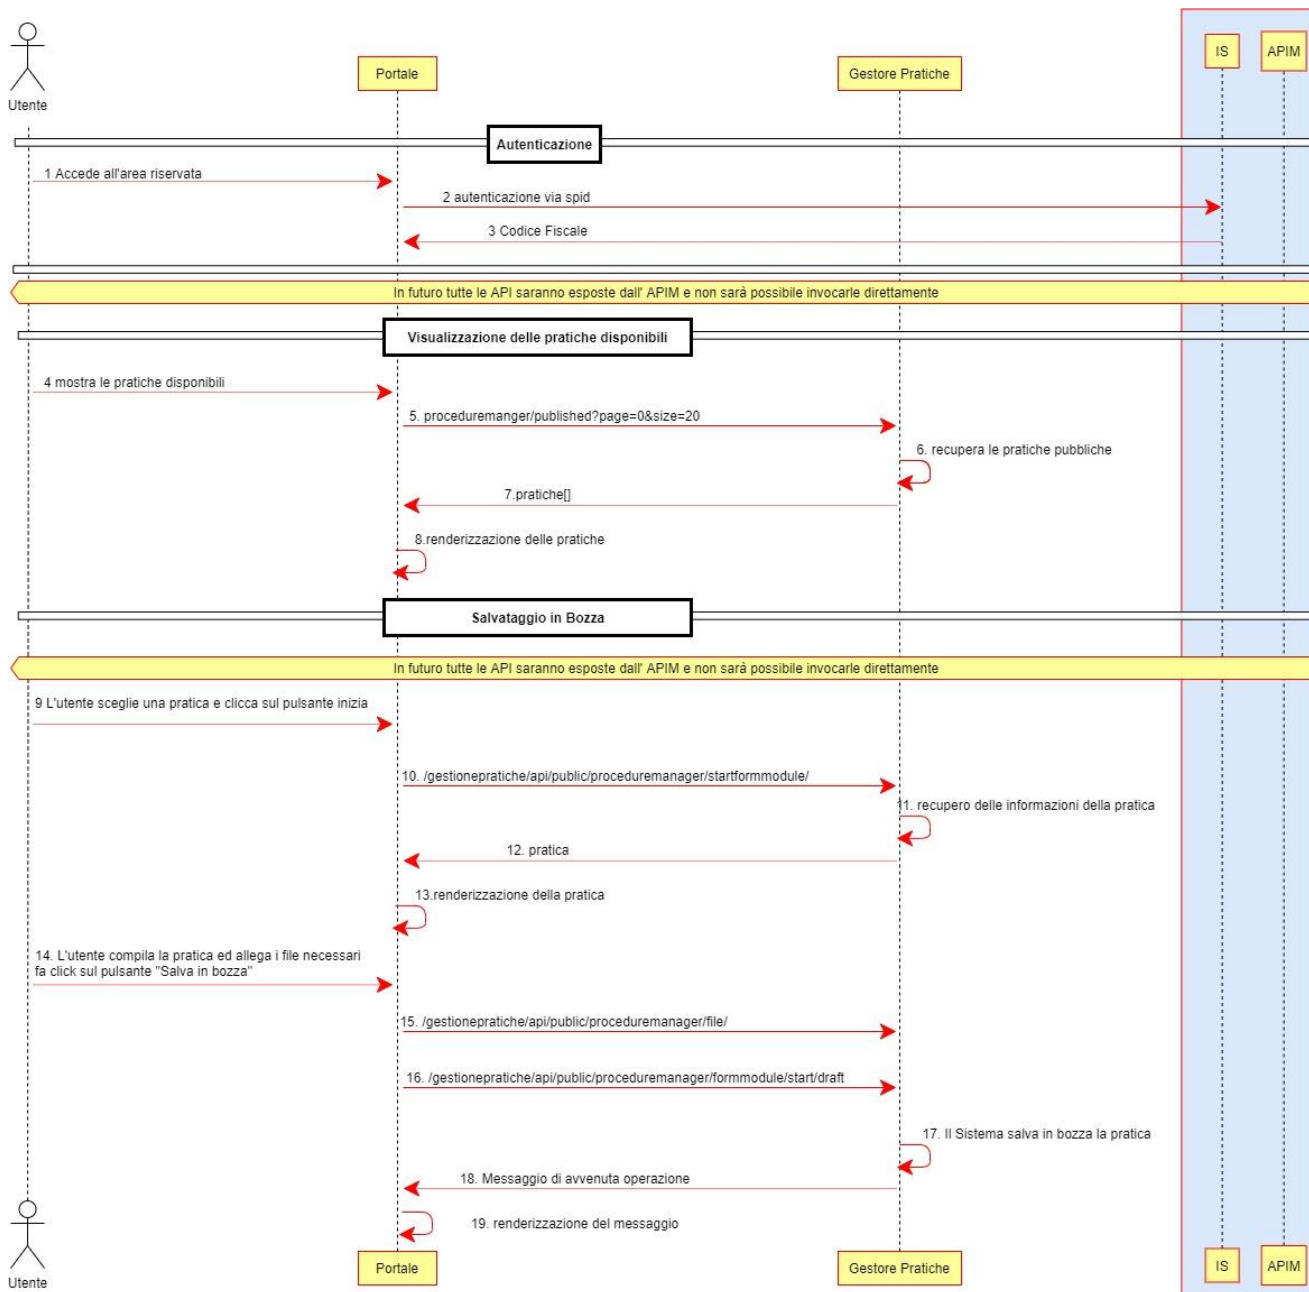 Utente
Portale
Gestore Pratiche
IS
APIM
Autenticazione
1 Accede all'area riservata
2 autenticazione via spid
3 Codice Fiscale
In futuro tutte le API saranno esposte dall' APIM e non sarà possibile invocarle direttamente
Visualizzazione delle pratiche disponibili
4 mostra le pratiche disponibili
5. proceduremanger/published?page=0&size=20
6. recupera le pratiche pubbliche
7.pratiche[]
8.renderizzazione delle pratiche
Salvataggio in Bozza
In futuro tutte le API saranno esposte dall' APIM e non sarà possibile invocarle direttamente
9 L'utente sceglie una pratica e clicca sul pulsante inizia
10. /gestionepratiche/api/public/proceduremanager/startformmodule/
11. recupero delle informazioni della pratica
12. pratica
13.renderizzazione della pratica
14. L'utente compila la pratica ed allega i file necessari
fa click sul pulsante "Salva in bozza"
15. /gestionepratiche/api/public/proceduremanager/file/
16. /gestionepratiche/api/public/proceduremanager/formmodule/start/draft
17. Il Sistema salva in bozza la pratica
18. Messaggio di avvenuta operazione
19. renderizzazione del messaggio
Utente
Portale
Gestore Pratiche
IS
APIM